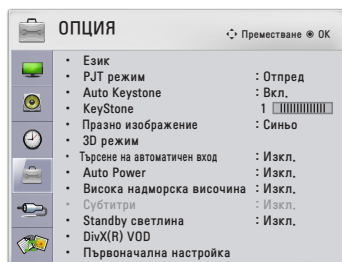 ОПЦИЯ
Преместване OK
• Език
• PJT режим : Отпред
• Auto Keystone : Вкл.
• KeyStone 1
• Празно изображение : Синьо
• 3D режим
• Търсене на автоматичен вход : Изкл.
• Auto Power : Изкл.
• Висока надморска височина : Изкл.
• Субтитри : Изкл.
• Standby светлина : Изкл.
• DivX(R) VOD
• Първоначална настройка